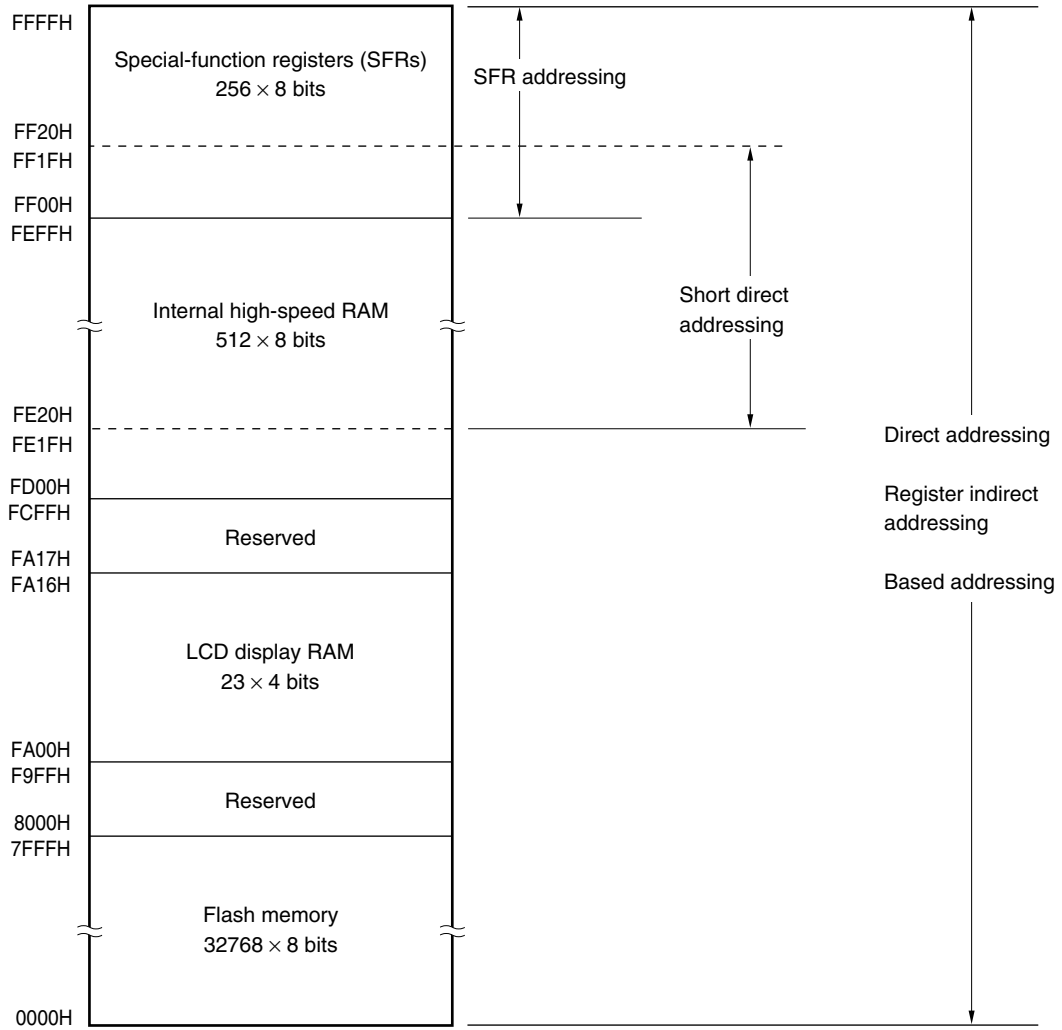 FFFFH
Special-function registers (SFRs)
256 × 8 bits
SFR addressing
FF20H
FF1FH
FF00H
FEFFH
Internal high-speed RAM
512 × 8 bits
Short direct
addressing
FE20H
FE1FH
Direct addressing
FD00H
FCFFH
Register indirect
addressing
Reserved
FA17H
FA16H
Based addressing
LCD display RAM
23 × 4 bits
FA00H
F9FFH
Reserved
8000H
7FFFH
Flash memory
32768 × 8 bits
0000H